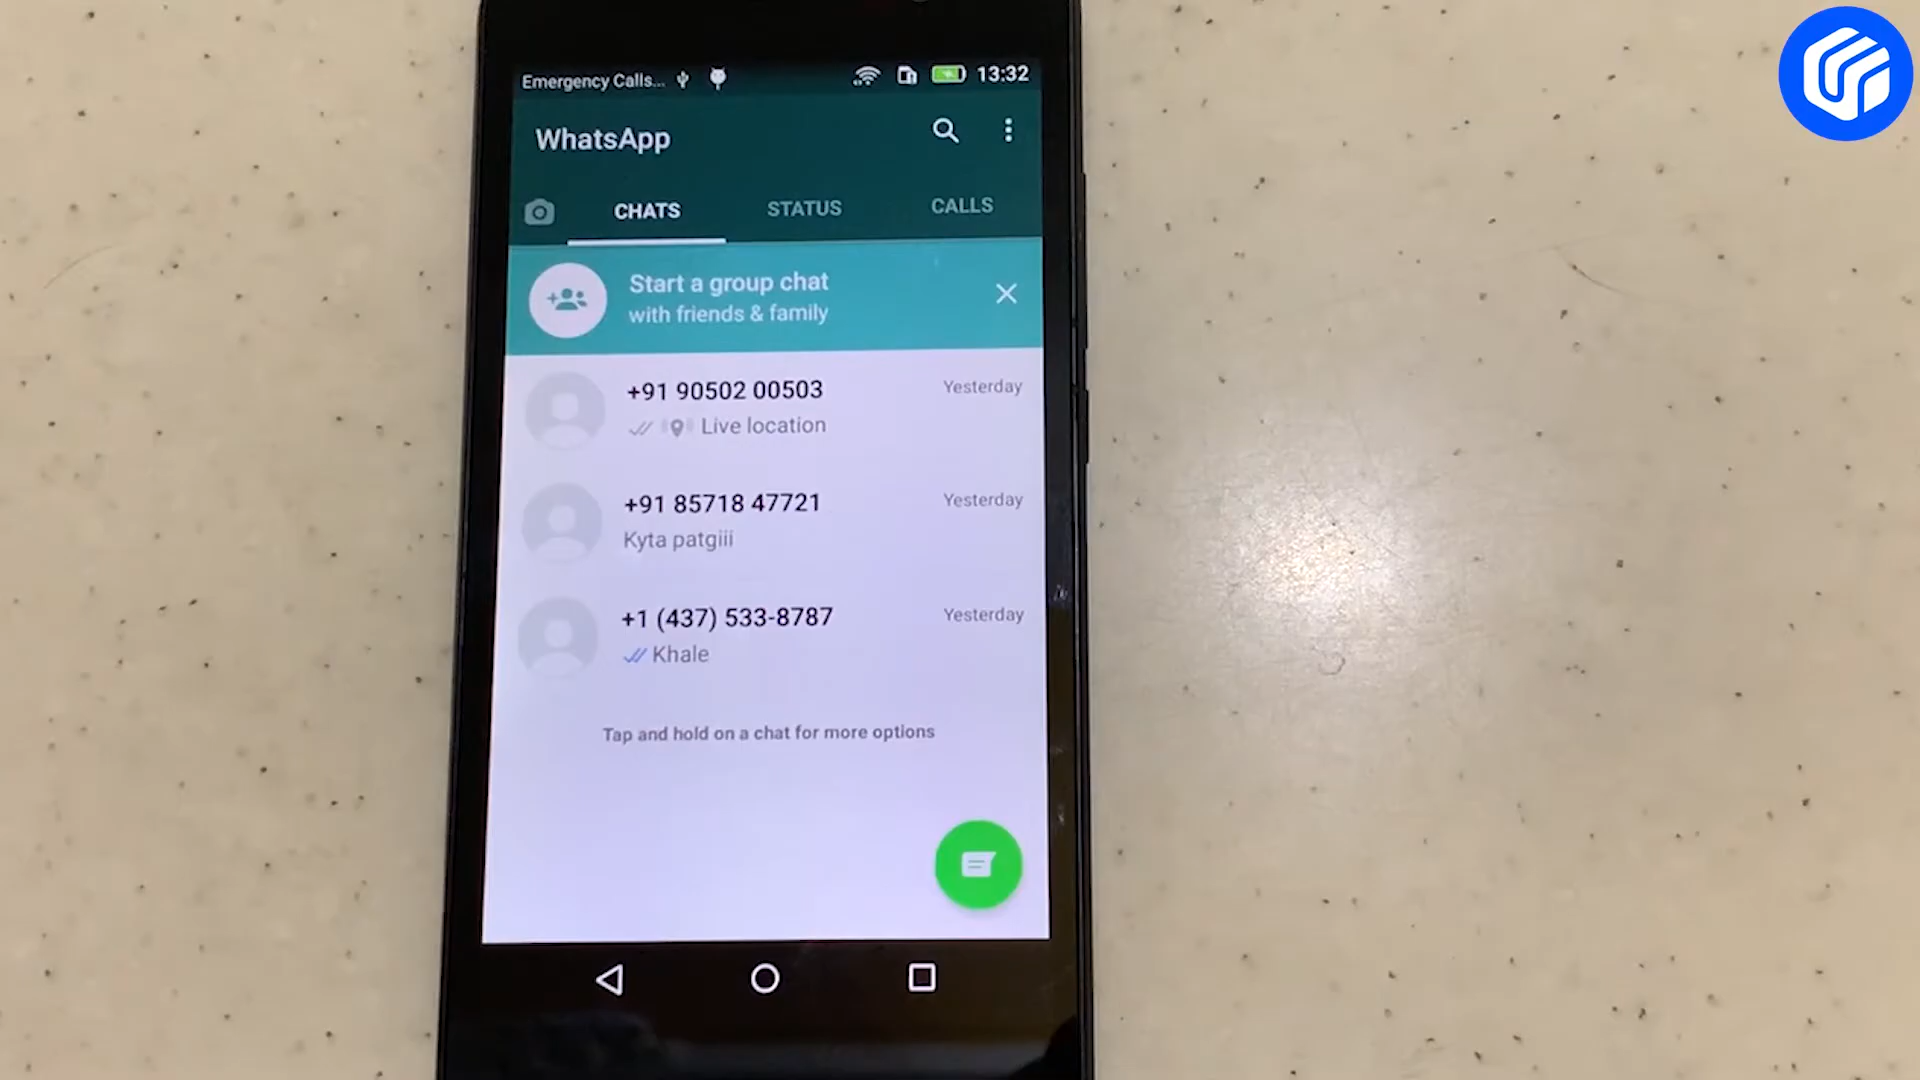 Emergency Calls...
13:32
WhatsApp
CHATS
STATUS
CALLS
Start a group chat
with friends & family
+91 90502 00503
Yesterday
Live location
+91 85718 47721
Yesterday
Kyta patgiii
+1 (437) 533-8787
Yesterday
Khale
Tap and hold on a chat for more options